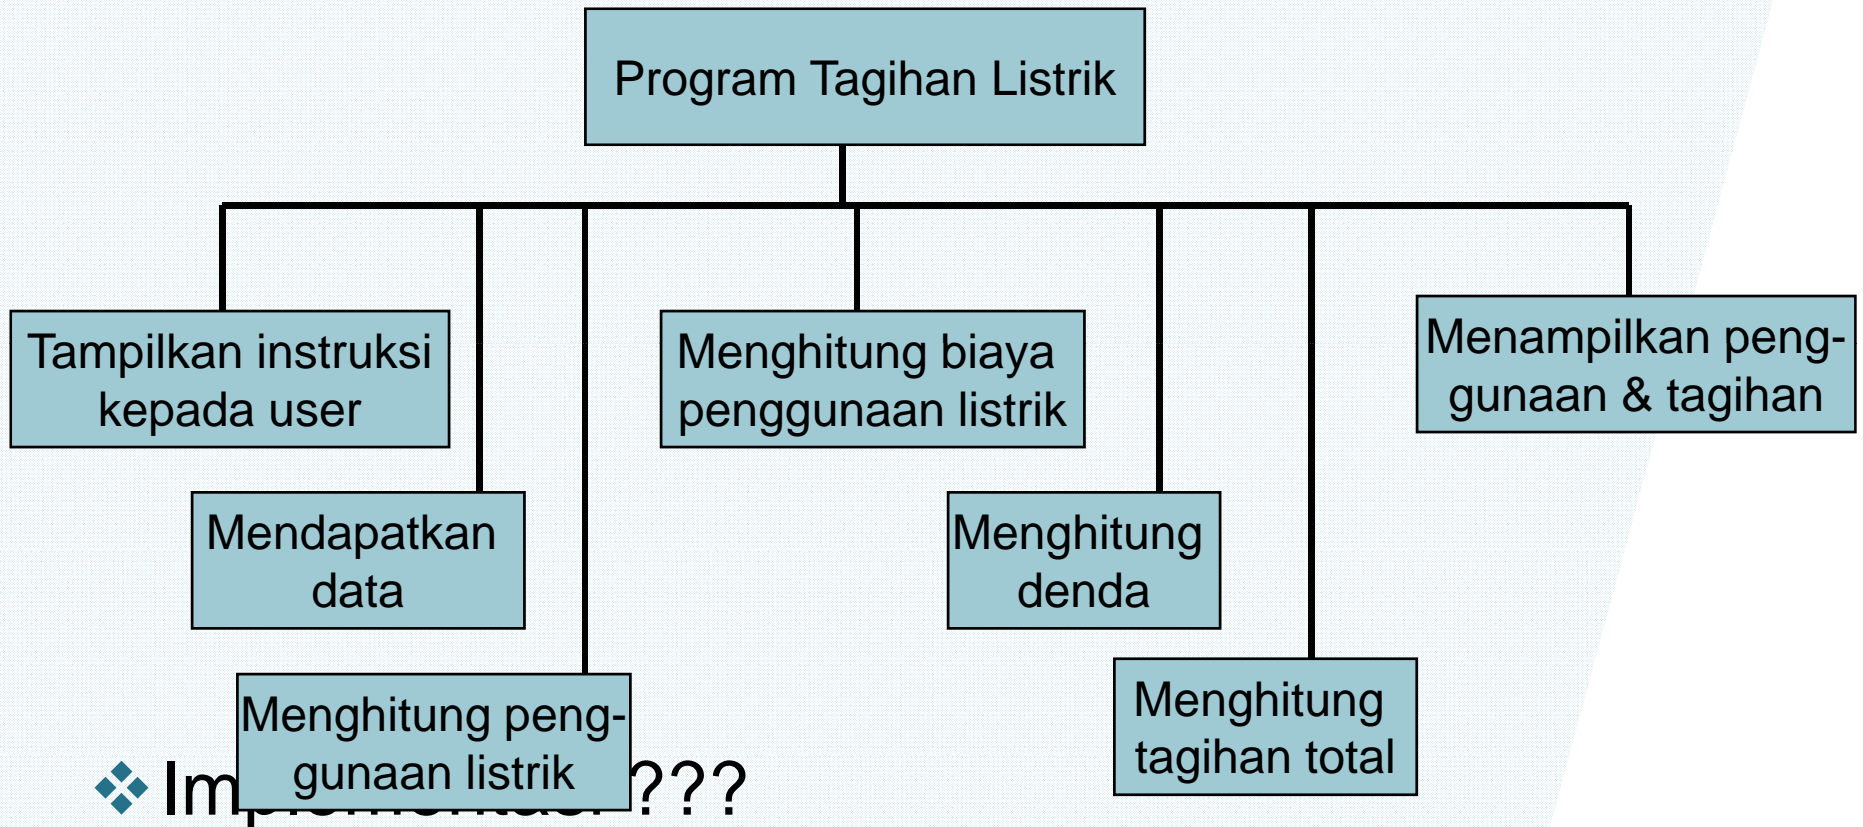 Program Tagihan Listrik
Tampilkan instruksi
kepada user
Mendapatkan
data
Menghitung peng-
gunaan listrik
Menghitung biaya
penggunaan listrik
Menghitung
denda
Menghitung
tagihan total
Menampilkan peng-
gunaan & tagihan
Implementasi ???